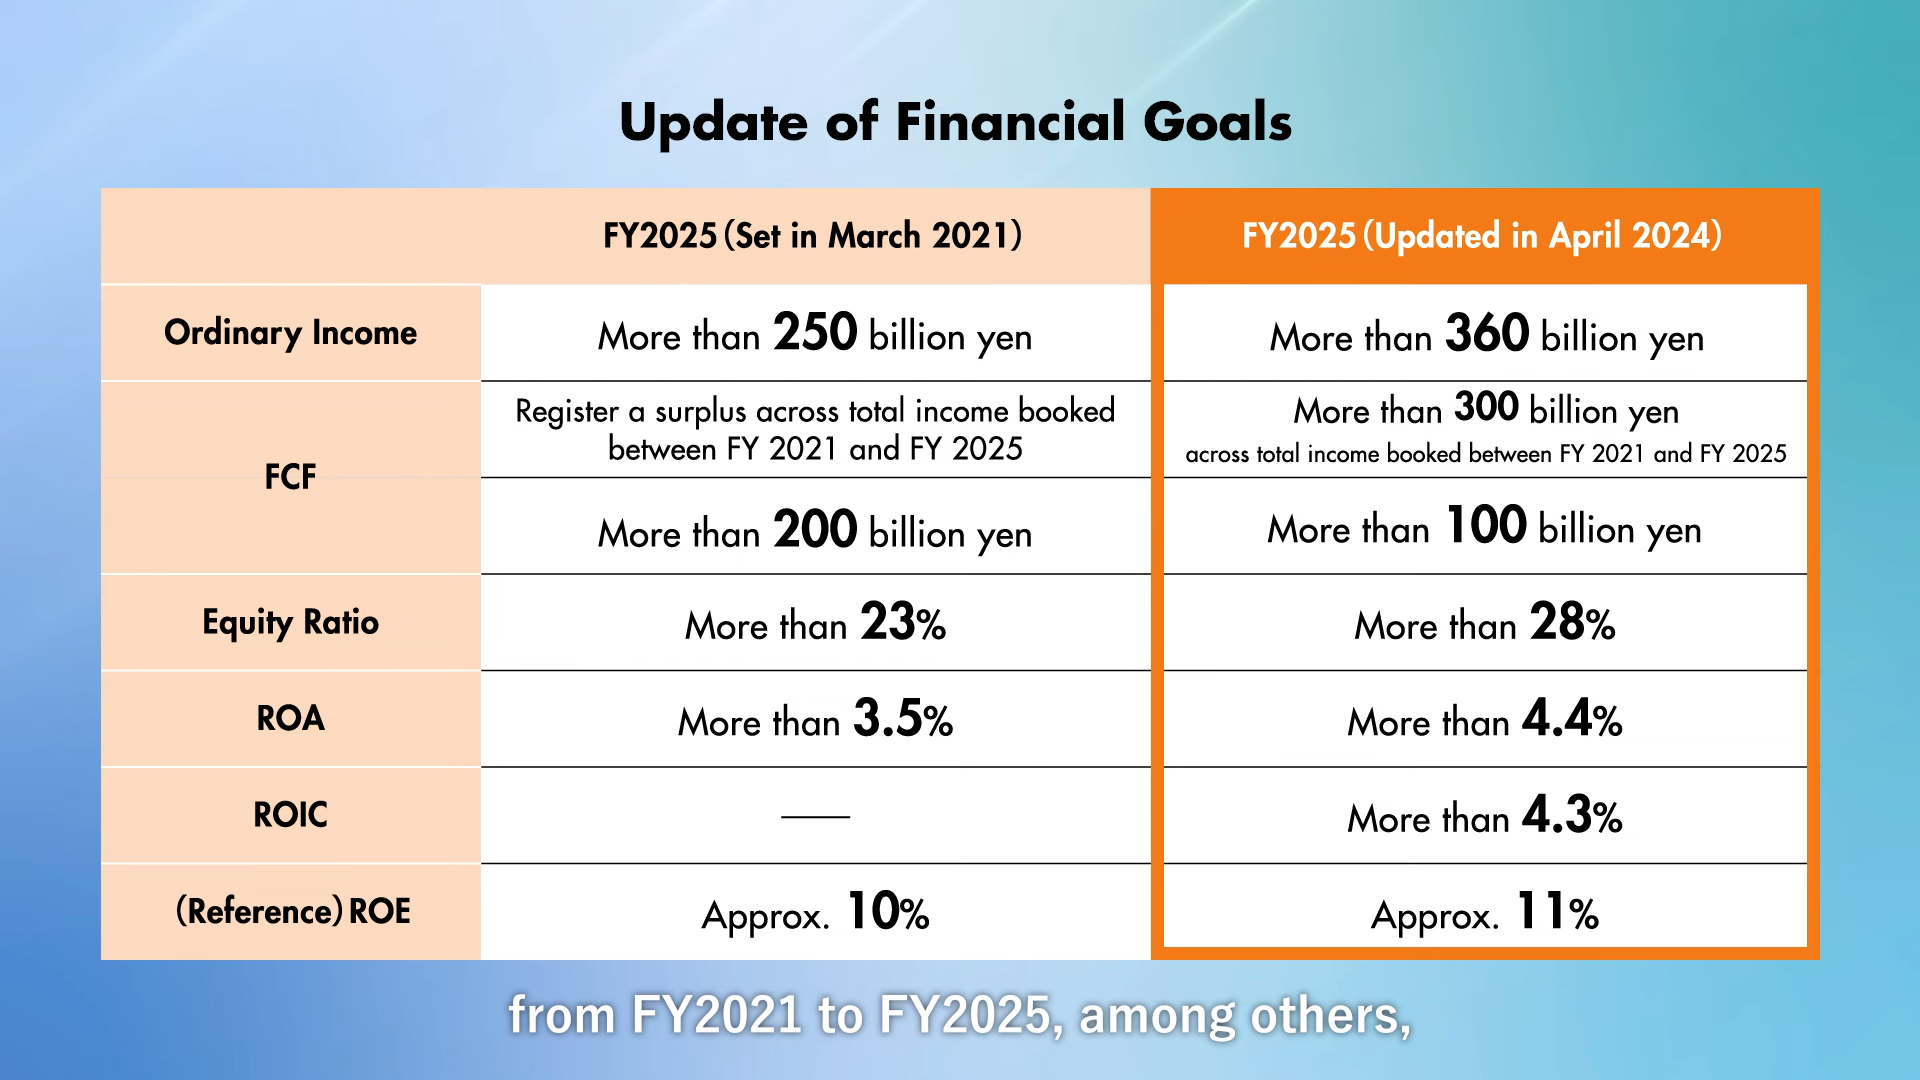 Update of Financial Goals
FY2025 (Set in March 2021)
FY2025 (Updated in April 2024)
Ordinary Income
More than 250 billion yen
More than 360 billion yen
FCF
Register a surplus across total income booked
between FY 2021 and FY 2025
More than 300 billion yen
across total income booked between FY 2021 and FY 2025
More than 200 billion yen
More than 100 billion yen
Equity Ratio
More than 23%
More than 28%
ROA
More than 3.5%
More than 4.4%
ROIC
——
More than 4.3%
(Reference) ROE
Approx. 10%
Approx. 11%
from FY2021 to FY2025, among others,